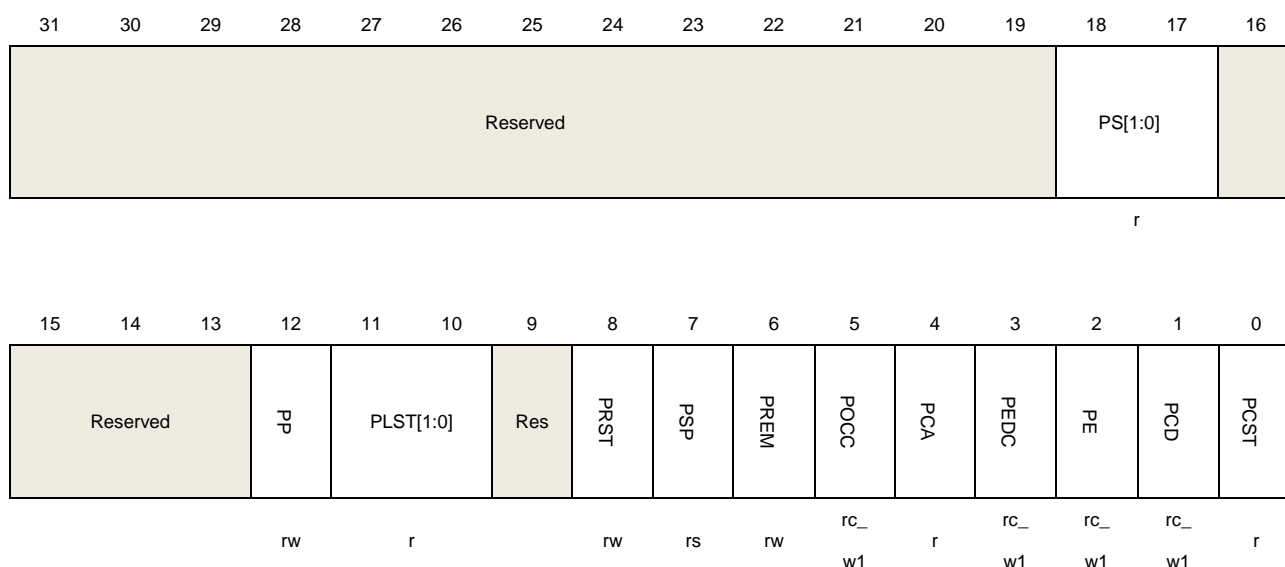 31 30 29 28 27 26 25 24 23 22 21 20 19 18 17 16
Reserved PS[1:0]
r
15 14 13 12 11 10 9 8 7 6 5 4 3 2 1 0
Reserved PP PLST[1:0] Res PRST PSP PREM POCC PCA PEDC PE PCD PCST
rw r rw rs rw rc_ r rc_ rc_ rc_ r
w1 w1 w1 w1